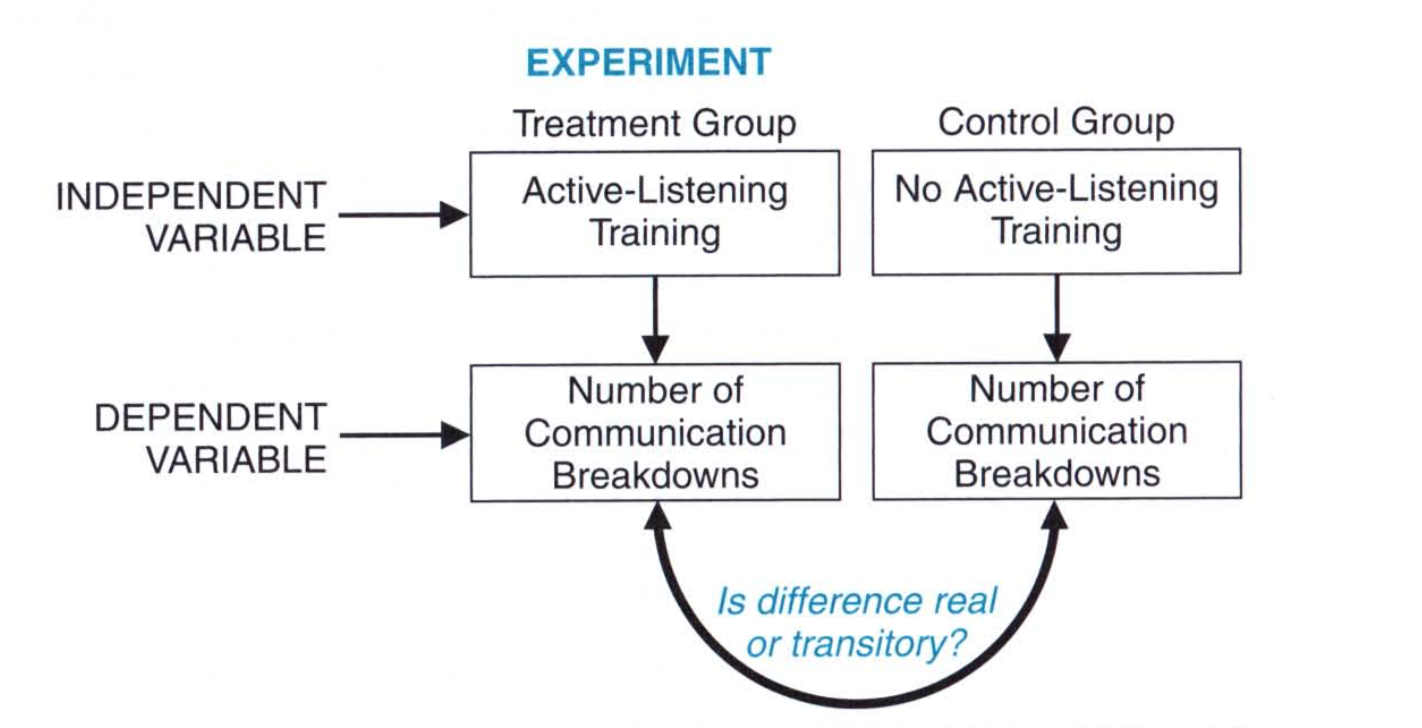 EXPERIMENT
Treatment Group
Control Group
INDEPENDENT
VARIABLE
Active-Listening
Training
No Active-Listening
Training
DEPENDENT
VARIABLE
Number of
Communication
Breakdowns
Number of
Communication
Breakdowns
Is difference real
or transitory?